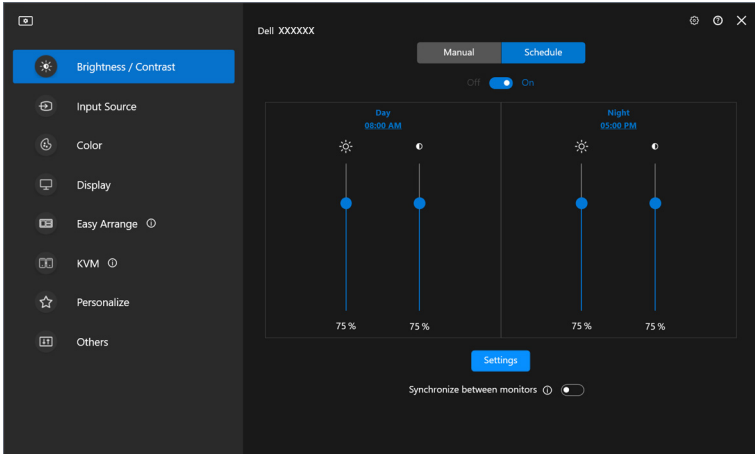 Dell XXXXXX
Manual Schedule
Off On
Brightness / Contrast
Input Source
Color
Display
Easy Arrange
KVM
Personalize
Others
Day
08:00 AM
75 % 75 %
Night
05:00 PM
75 % 75 %
Settings
Synchronize between monitors